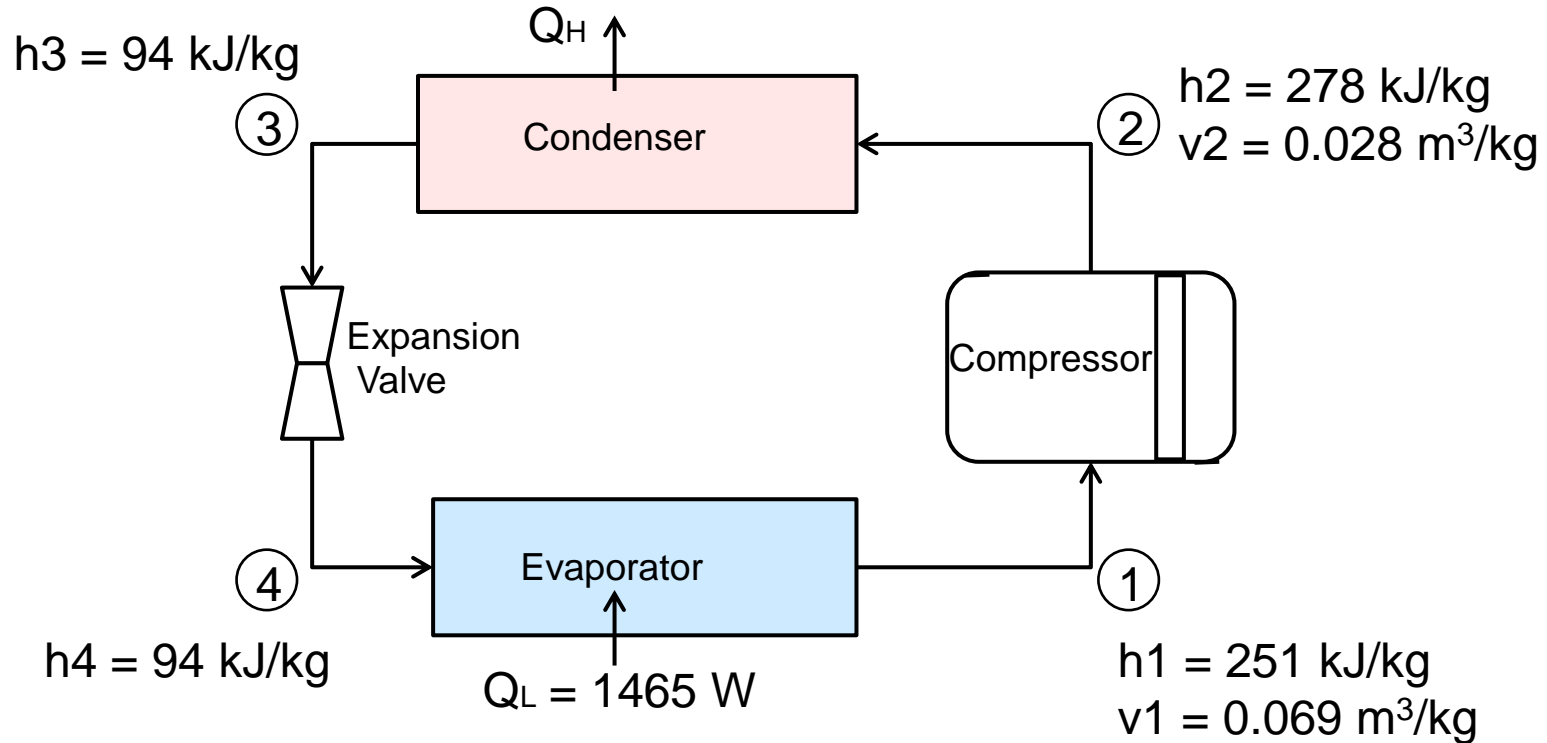 QH
h3 = 94 kJ/kg
h2 = 278 kJ/kg
v2 = 0.028 m³/kg
3
Condenser
2
Expansion
Valve
Compressor
4
Evaporator
1
h4 = 94 kJ/kg
QL = 1465 W
h1 = 251 kJ/kg
v1 = 0.069 m³/kg